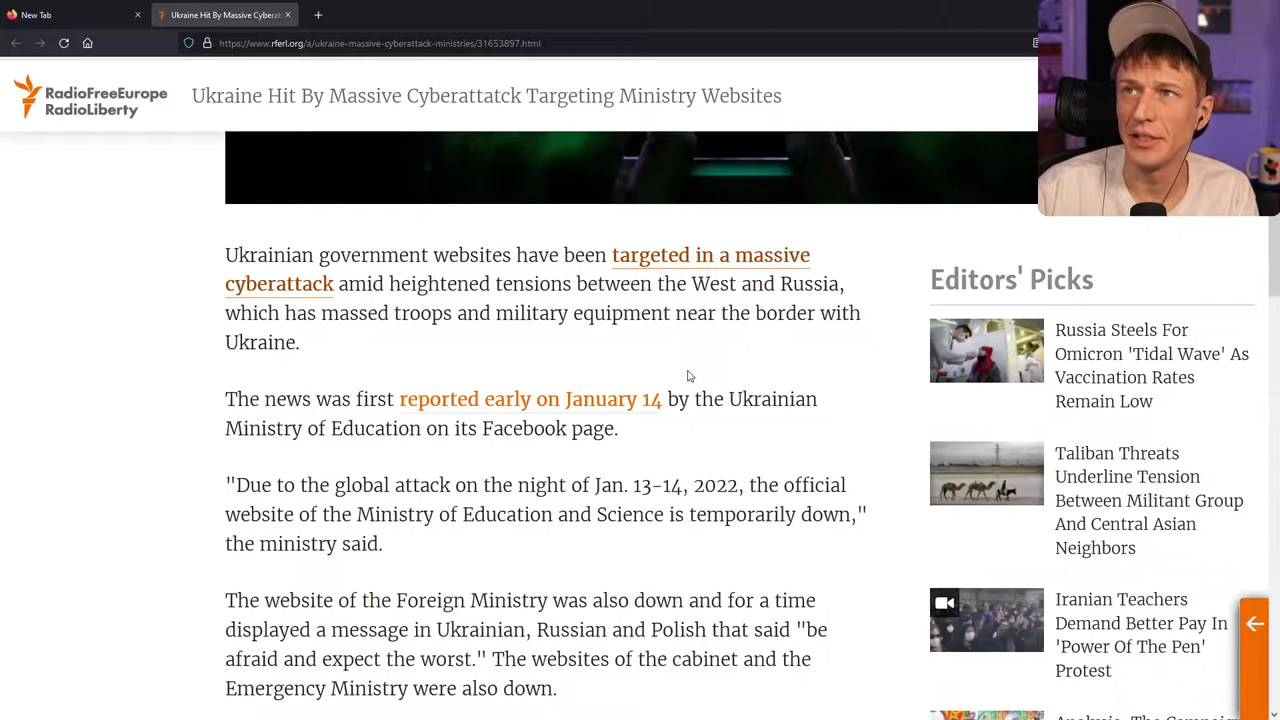 New Tab
Ukraine Hit By Massive Cyberat
https://www.rferl.org/a/ukraine-massive-cyberattack-ministries/31653897.html
RadioFreeEurope
RadioLiberty
Ukraine Hit By Massive Cyberattatck Targeting Ministry Websites
Ukrainian government websites have been targeted in a massive
cyberattack amid heightened tensions between the West and Russia,
which has massed troops and military equipment near the border with
Ukraine.
The news was first reported early on January 14 by the Ukrainian
Ministry of Education on its Facebook page.
"Due to the global attack on the night of Jan. 13-14, 2022, the official
website of the Ministry of Education and Science is temporarily down,"
the ministry said.
The website of the Foreign Ministry was also down and for a time
displayed a message in Ukrainian, Russian and Polish that said "be
afraid and expect the worst." The websites of the cabinet and the
Emergency Ministry were also down.
Editors' Picks
Russia Steels For
Omicron 'Tidal Wave' As
Vaccination Rates
Remain Low
Taliban Threats
Underline Tension
Between Militant Group
And Central Asian
Neighbors
Iranian Teachers
Demand Better Pay In
'Power Of The Pen'
Protest